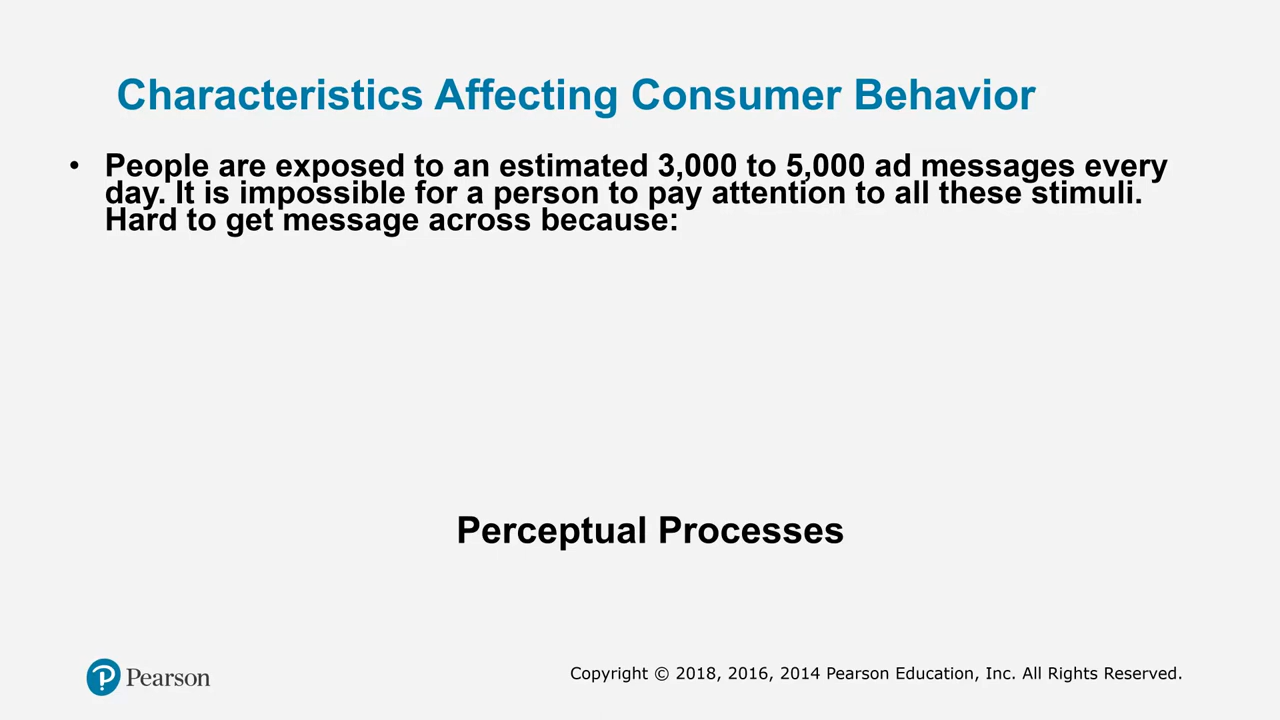 Characteristics Affecting Consumer Behavior
• People are exposed to an estimated 3,000 to 5,000 ad messages every
day. It is impossible for a person to pay attention to all these stimuli.
Hard to get message across because:
Perceptual Processes
Pearson
Copyright © 2018, 2016, 2014 Pearson Education, Inc. All Rights Reserved.